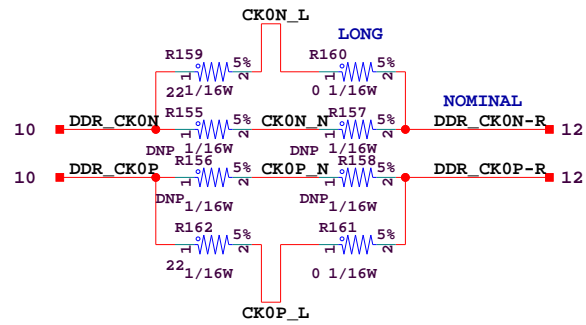 CK0N_L
R159 5% R160 LONG 5%
1 2 1 2
22 1/16W 0 1/16W
R155 5% R157 5% NOMINAL
10 DDR_CK0N 1 2 CK0N_N 1 2 DDR_CK0N-R 12
DNP 1/16W DNP 1/16W
R156 5% R158 5%
10 DDR_CK0P 1 2 CK0P_N 1 2 DDR_CK0P-R 12
DNP 1/16W DNP 1/16W
R162 5% R161 5%
1 2 1 2
22 1/16W 0 1/16W
CK0P_L